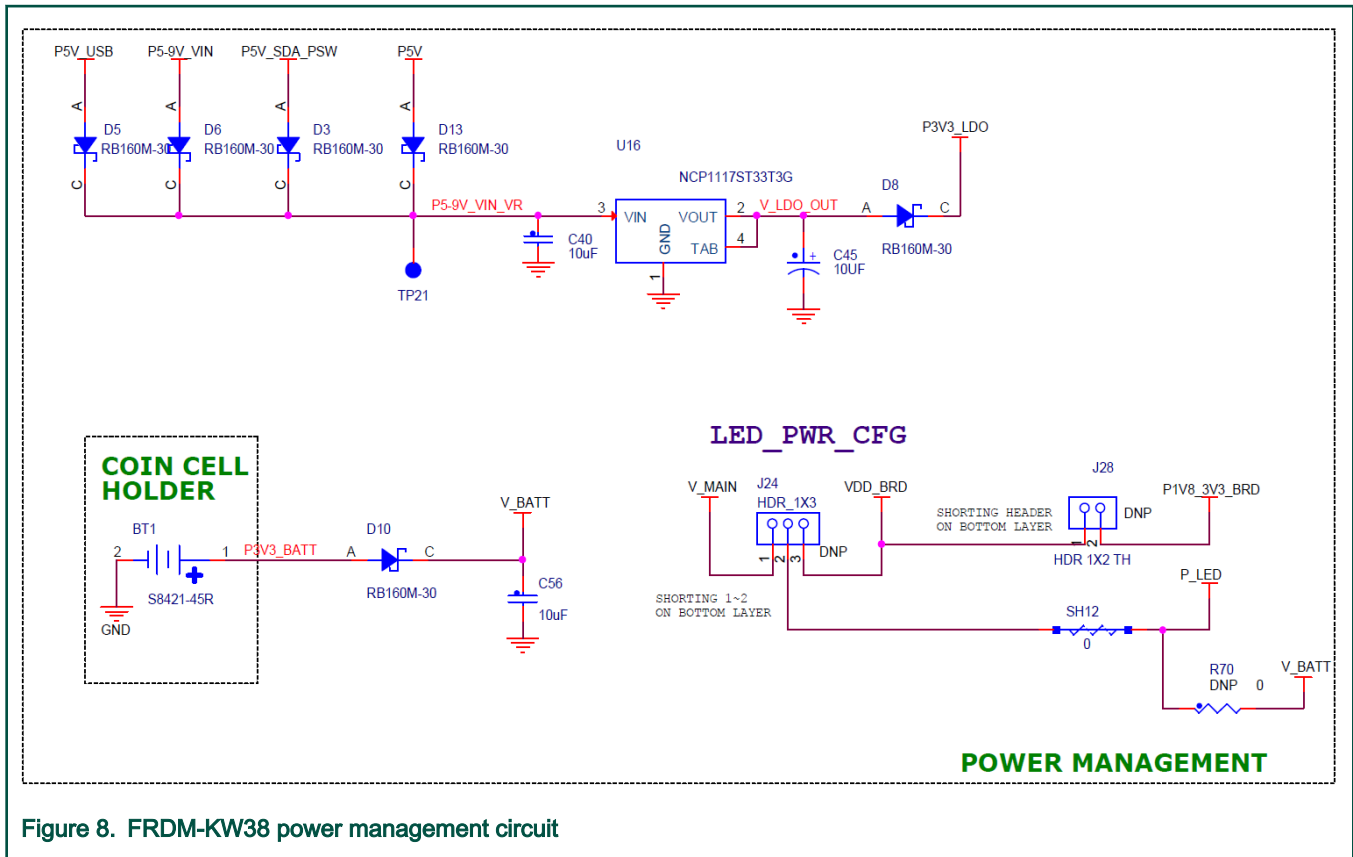 P5V_USB P5-9V_VIN P5V_SDA_PSW P5V
A A A A
D5 D6 D3 D13
RB160M-30 RB160M-30 RB160M-30 RB160M-30
C C C C
P5-9V_VIN_VR
TP21
C40
10uF
U16
NCP1117ST33T3G
3 VIN VOUT 2
GND TAB 4
1
V_LDO_OUT
C45
10UF
+
D8
A C
RB160M-30
P3V3_LDO
COIN CELL
HOLDER
BT1
2 1
S8421-45R
GND
P3V3_BATT
D10
A C
RB160M-30
V_BATT
C56
10uF
LED_PWR_CFG
V_MAIN J24 VDD_BRD
HDR_1X3
DNP
1 2 3
SHORTING 1~2
ON BOTTOM LAYER
J28
SHORTING HEADER
ON BOTTOM LAYER
DNP
1 2
HDR 1X2 TH
P1V8_3V3_BRD
P_LED
SH12
0
R70
DNP 0
V_BATT
POWER MANAGEMENT
Figure 8. FRDM-KW38 power management circuit